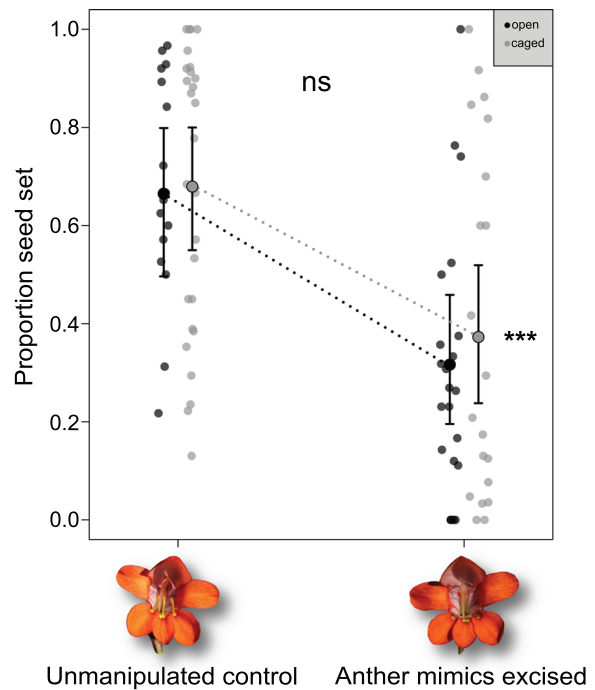 open
caged
ns
1.0
0.8
0.6
0.4
0.2
0.0
Proportion seed set
***
Unmanipulated control
Anther mimics excised